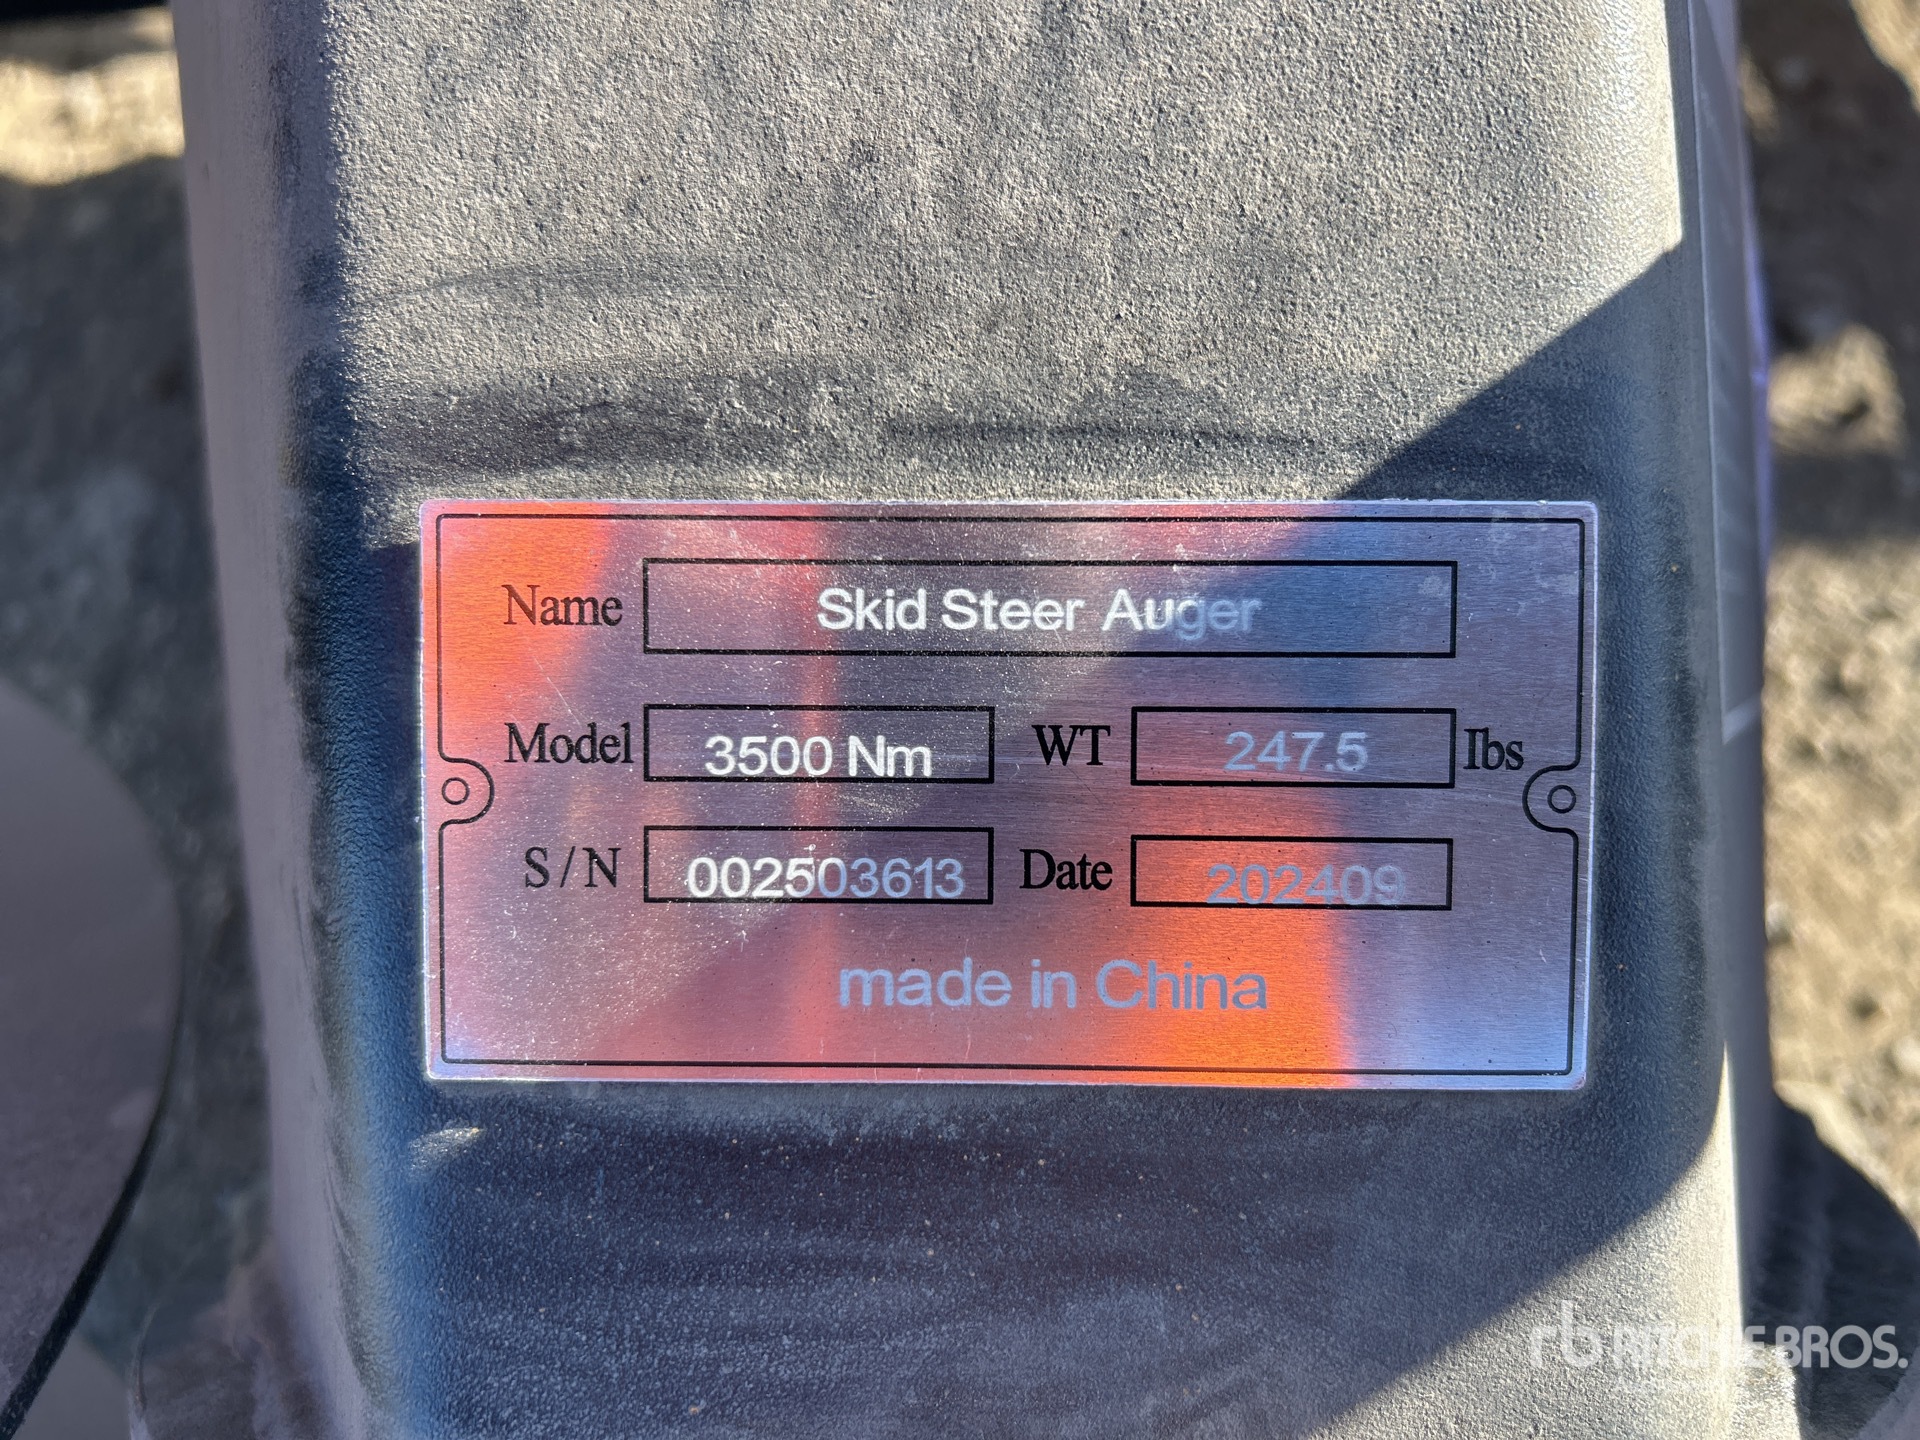 Name Skid Steer Auger
Model 3500 Nm WT 247.5 Ibs
S/N 002503613 Date 202409
made in China
rb RITCHIE BROS.